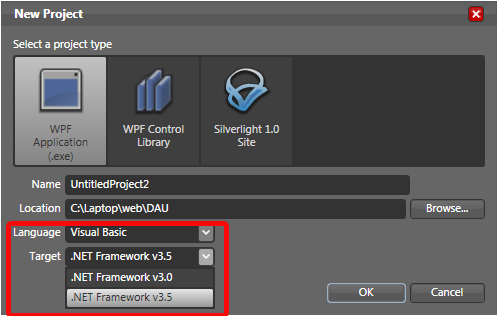 New Project
Select a project type
WPF
Application
(.exe)
WPF Control
Library
Silverlight 1.0
Site
Name UntitledProject2
Location C:\Laptop\web\DAU Browse...
Language Visual Basic
Target .NET Framework v3.5
.NET Framework v3.0
.NET Framework v3.5
OK Cancel